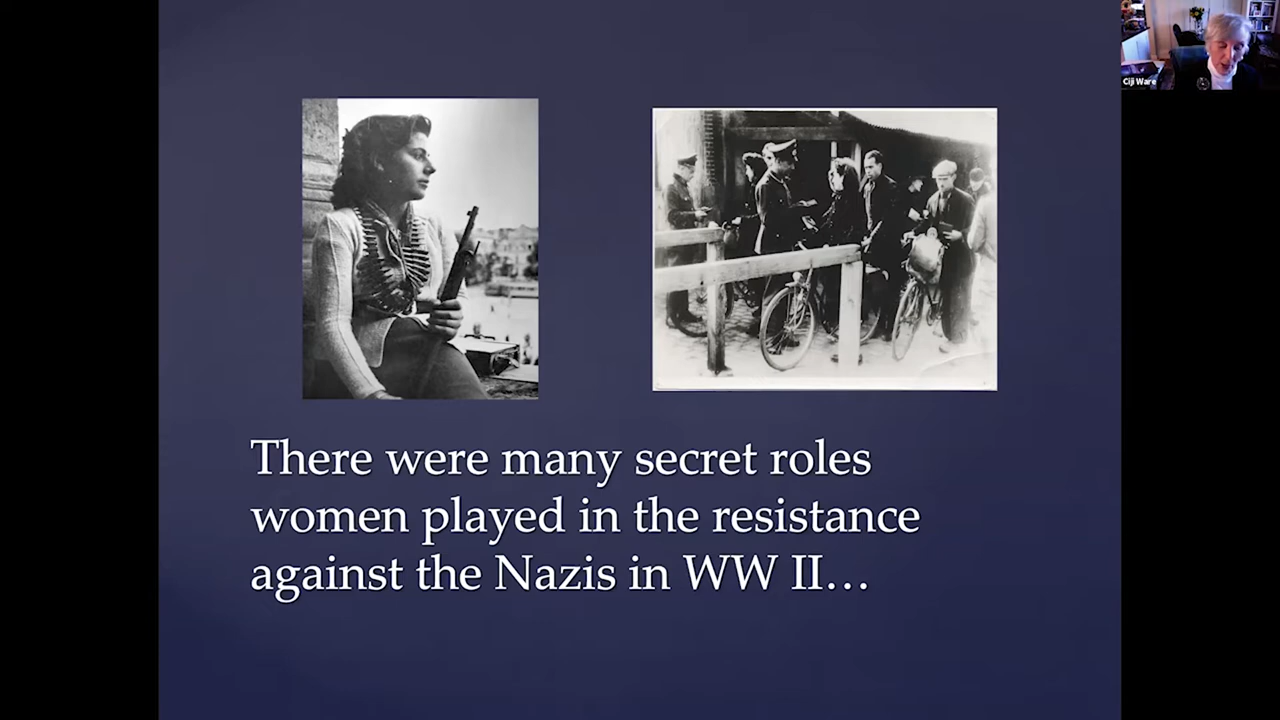 Ciji Ware
There were many secret roles
women played in the resistance
against the Nazis in WW II…